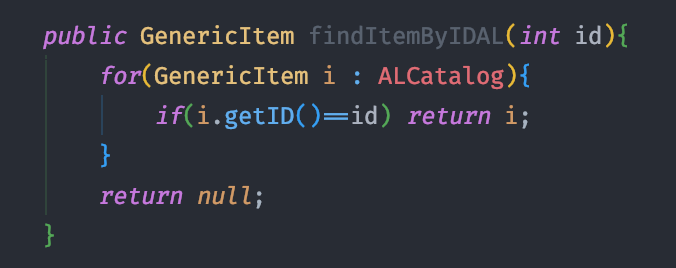 public GenericItem findItemByIDAL(int id){
for(GenericItem i : ALCatalog){
if(i.getID()==id) return i;
}
return null;
}